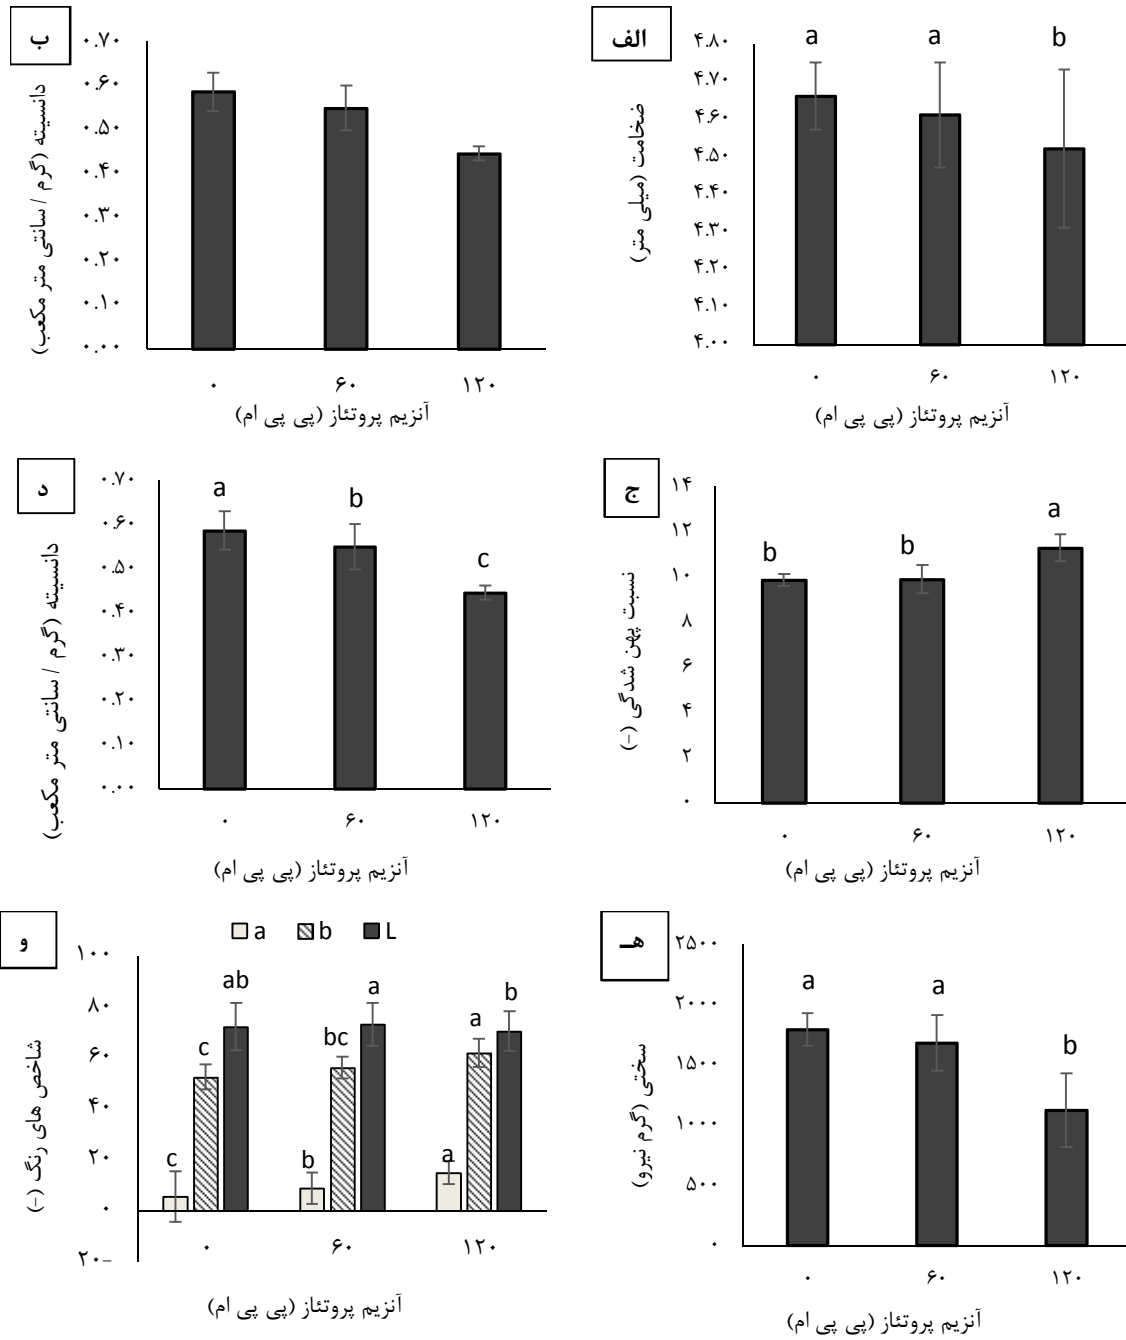 الف
ضخامت (میلی متر)
۴.۸۰
۴.۷۰
۴.۶۰
۴.۵۰
۴.۴۰
۴.۳۰
۴.۲۰
۴.۱۰
۴.۰۰
a
a
b
۰
۶۰
۱۲۰
آنزیم پروتئاز (پی پی ام)
ب
دانسیته (گرم / سانتی متر مکعب)
۰.۷۰
۰.۶۰
۰.۵۰
۰.۴۰
۰.۳۰
۰.۲۰
۰.۱۰
۰.۰۰
۰
۶۰
۱۲۰
آنزیم پروتئاز (پی پی ام)
ج
نسبت پهن شدگی (-)
۱۴
۱۲
۱۰
۸
۶
۴
۲
۰
b
b
a
۰
۶۰
۱۲۰
آنزیم پروتئاز (پی پی ام)
د
دانسیته (گرم / سانتی متر مکعب)
۰.۷۰
۰.۶۰
۰.۵۰
۰.۴۰
۰.۳۰
۰.۲۰
۰.۱۰
۰.۰۰
a
b
c
۰
۶۰
۱۲۰
آنزیم پروتئاز (پی پی ام)
هـ
سختی (گرم نیرو)
۲۵۰۰
۲۰۰۰
۱۵۰۰
۱۰۰۰
۵۰۰
۰
a
a
b
۰
۶۰
۱۲۰
آنزیم پروتئاز (پی پی ام)
و
شاخص های رنگ (-)
a b L
۱۰۰
۸۰
۶۰
۴۰
۲۰
۰
۲۰–
c
c
ab
b
bc
a
a
a
b
۰
۶۰
۱۲۰
آنزیم پروتئاز (پی پی ام)